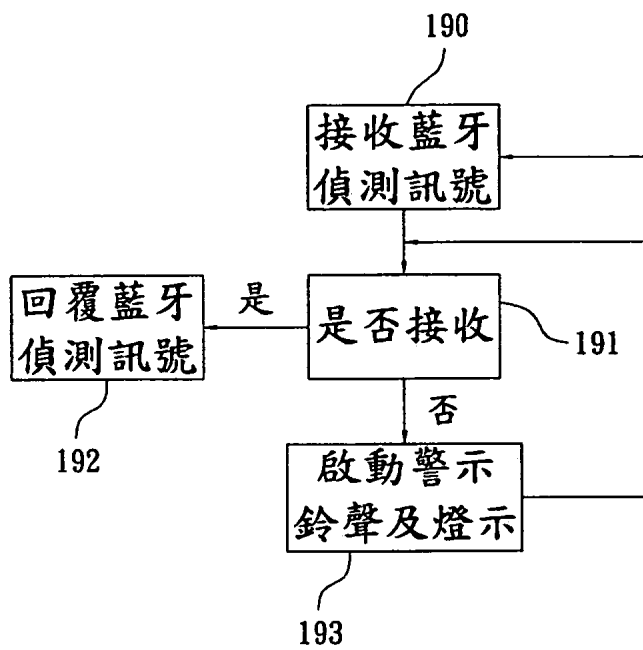 190
接收藍牙
偵測訊號
是否接收
191
是
回覆藍牙
偵測訊號
192
否
啟動警示
鈴聲及燈示
193